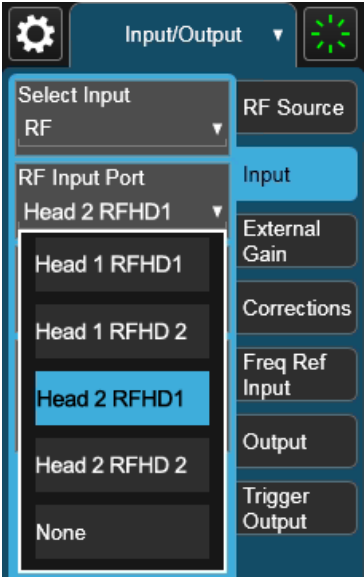 Input/Output
Select Input
RF
RF Input Port
Head 2 RFHD1
Head 1 RFHD1
Head 1 RFHD 2
Head 2 RFHD1
Head 2 RFHD 2
None
RF Source
Input
External
Gain
Corrections
Freq Ref
Input
Output
Trigger
Output